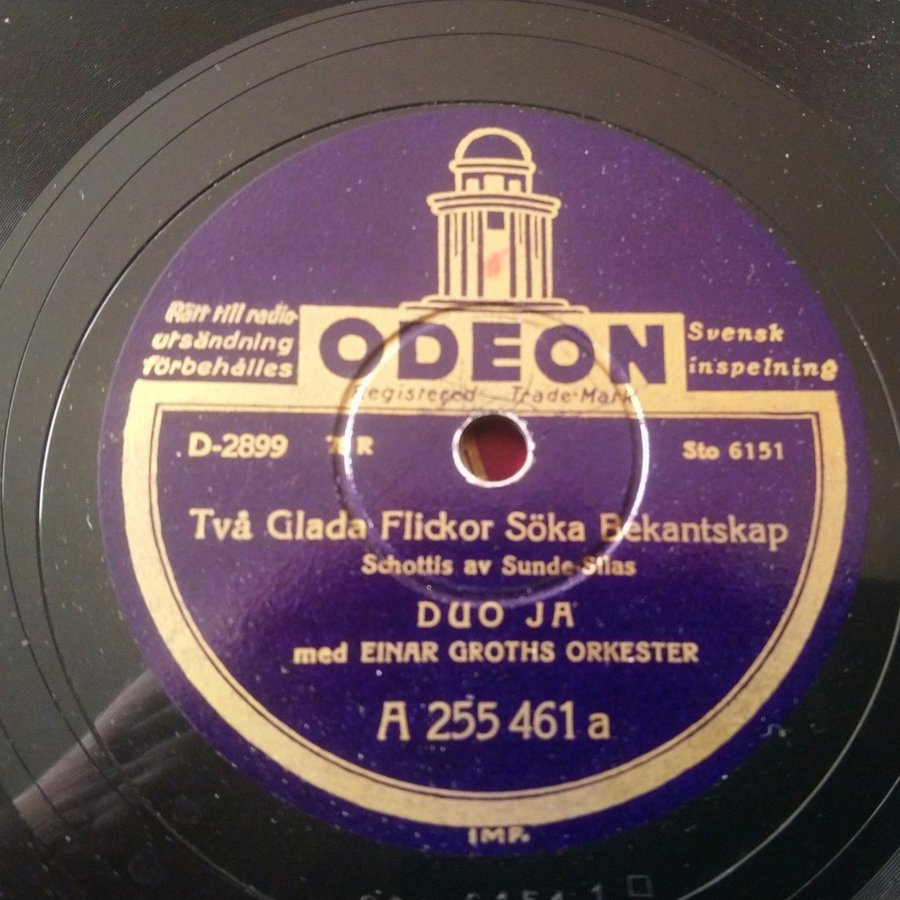 Rätt till radio-
utsändning
förbehålles
ODEON
Svensk
inspelning
Registered Trade-Mark
D-2899 R Sto 6151
Två Glada Flickor Söka Bekantskap
Schottis av Sunde-Silas
DUO JA
med EINAR GROTHS ORKESTER
A 255 461 a
IMP.